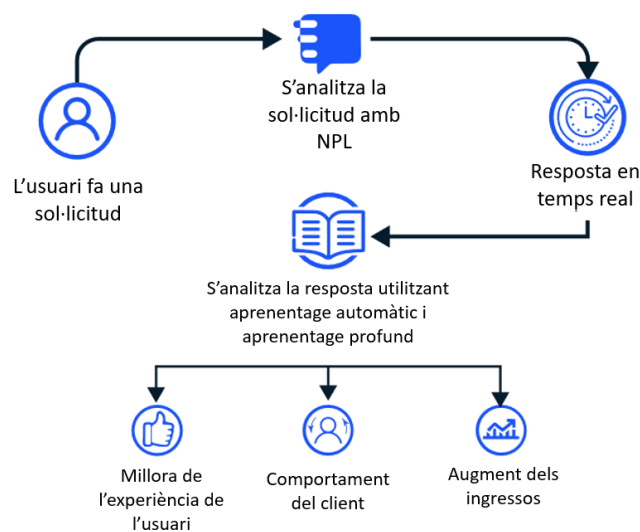 S'analitza la
sol·licitud amb
NPL
L'usuari fa una
sol·licitud
Resposta en
temps real
S'analitza la resposta utilitzant
aprenentage automàtic i
aprenentage profund
Millora de
l'experiència de
l'usuari
Comportament
del client
Augment dels
ingressos